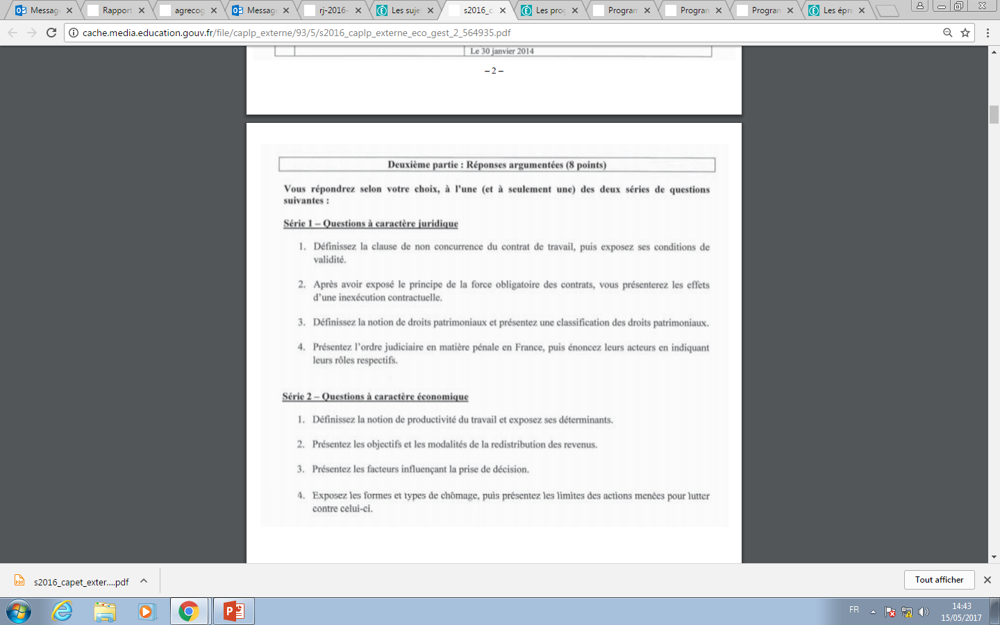 Message
Rapport
agrecog
Message
rj-2016-
Les suje
s2016_c
Les prog
Program
Program
Program
Les épre
cache.media.education.gouv.fr/file/caplp_externe/93/5/s2016_caplp_externe_eco_gest_2_564935.pdf
Le 30 janvier 2014
– 2 –
Deuxième partie : Réponses argumentées (8 points)
Vous répondrez selon votre choix, à l'une (et à seulement une) des deux séries de questions
suivantes :
Série 1 – Questions à caractère juridique
1. Définissez la clause de non concurrence du contrat de travail, puis exposez ses conditions de
validité.
2. Après avoir exposé le principe de la force obligatoire des contrats, vous présenterez les effets
d'une inexécution contractuelle.
3. Définissez la notion de droits patrimoniaux et présentez une classification des droits patrimoniaux.
4. Présentez l'ordre judiciaire en matière pénale en France, puis énoncez leurs acteurs en indiquant
leurs rôles respectifs.
Série 2 – Questions à caractère économique
1. Définissez la notion de productivité du travail et exposez ses déterminants.
2. Présentez les objectifs et les modalités de la redistribution des revenus.
3. Présentez les facteurs influençant la prise de décision.
4. Exposez les formes et types de chômage, puis présentez les limites des actions menées pour lutter
contre celui-ci.
s2016_capet_exter....pdf
Tout afficher
FR
14:43
15/05/2017